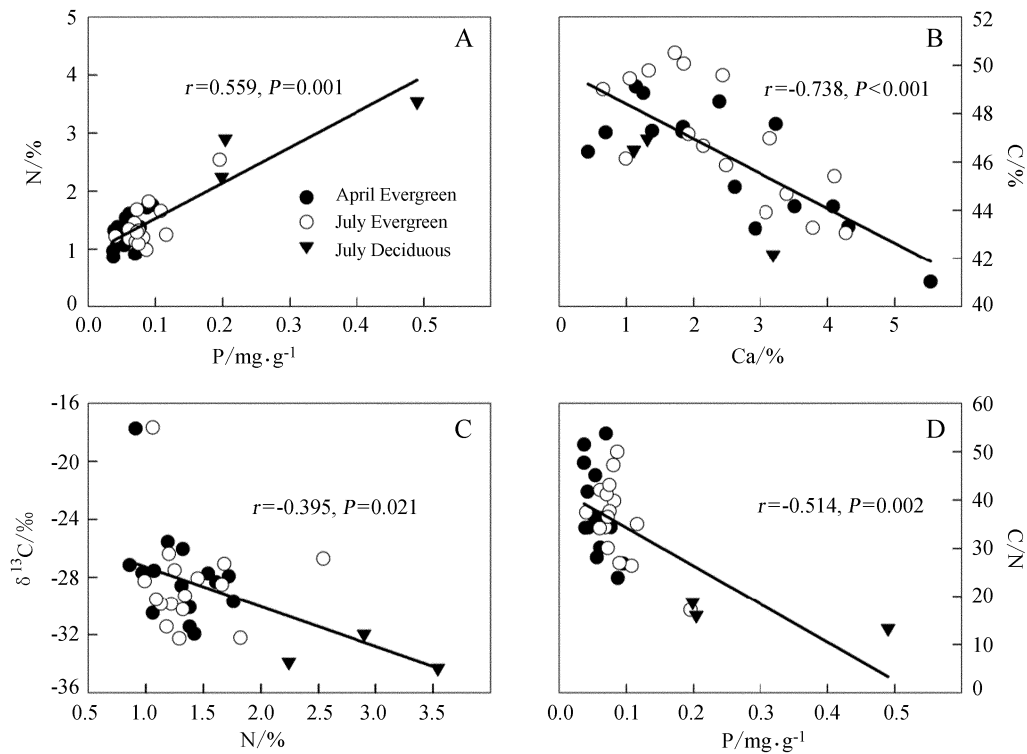 5
4
3
2
1
0
N/%
A
r=0.559, P=0.001
April Evergreen
July Evergreen
July Deciduous
0.0 0.1 0.2 0.3 0.4 0.5
P/mg·g⁻¹
52
50
48
46
44
42
40
C/%
B
r=-0.738, P<0.001
0 1 2 3 4 5
Ca/%
-16
-20
-24
-28
-32
-36
δ ¹³C/‰
C
r=-0.395, P=0.021
0.5 1.0 1.5 2.0 2.5 3.0 3.5
N/%
60
50
40
30
20
10
0
C/N
D
r=-0.514, P=0.002
0 0.1 0.2 0.3 0.4 0.5
P/mg·g⁻¹